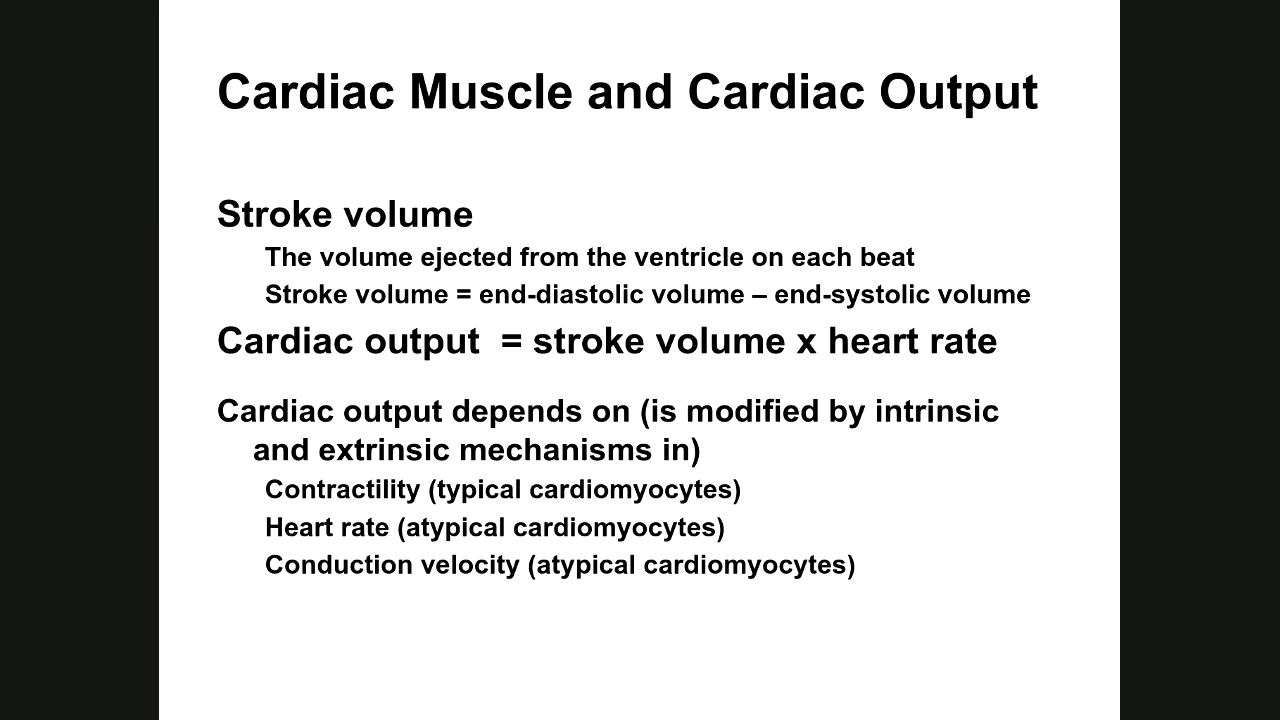 Cardiac Muscle and Cardiac Output
Stroke volume
The volume ejected from the ventricle on each beat
Stroke volume = end-diastolic volume – end-systolic volume
Cardiac output  = stroke volume x heart rate
Cardiac output depends on (is modified by intrinsic
and extrinsic mechanisms in)
Contractility (typical cardiomyocytes)
Heart rate (atypical cardiomyocytes)
Conduction velocity (atypical cardiomyocytes)